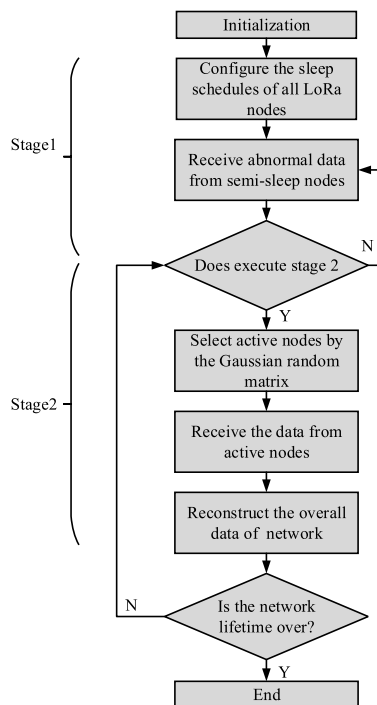 Initialization
Configure the sleep
schedules of all LoRa
nodes
Stage1
Receive abnormal data
from semi-sleep nodes
N
Does execute stage 2
Y
Select active nodes by
the Gaussian random
matrix
Stage2
Receive the data from
active nodes
Reconstruct the overall
data of network
N
Is the network
lifetime over?
Y
End